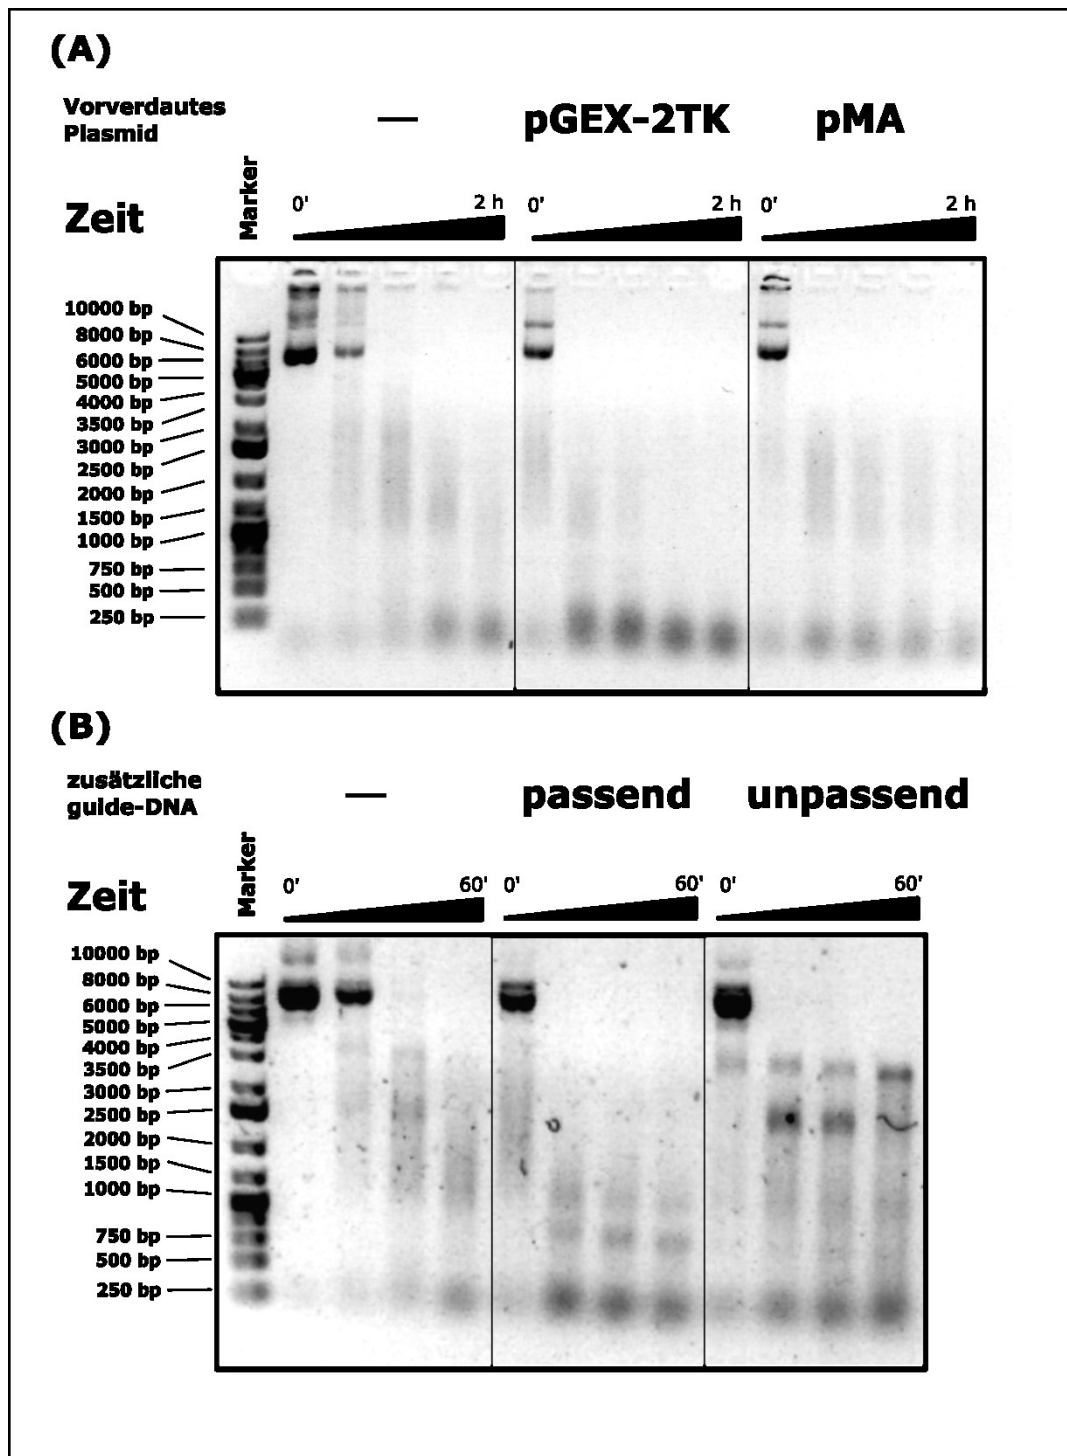 (A)
Vorverdautes
Plasmid
—
pGEX-2TK
pMA
Zeit
Marker
0'
2 h
0'
2 h
0'
2 h
10000 bp
8000 bp
6000 bp
5000 bp
4000 bp
3500 bp
3000 bp
2500 bp
2000 bp
1500 bp
1000 bp
750 bp
500 bp
250 bp
(B)
zusätzliche
guide-DNA
—
passend
unpassend
Zeit
Marker
0'
60'
0'
60'
0'
60'
10000 bp
8000 bp
6000 bp
5000 bp
4000 bp
3500 bp
3000 bp
2500 bp
2000 bp
1500 bp
1000 bp
750 bp
500 bp
250 bp